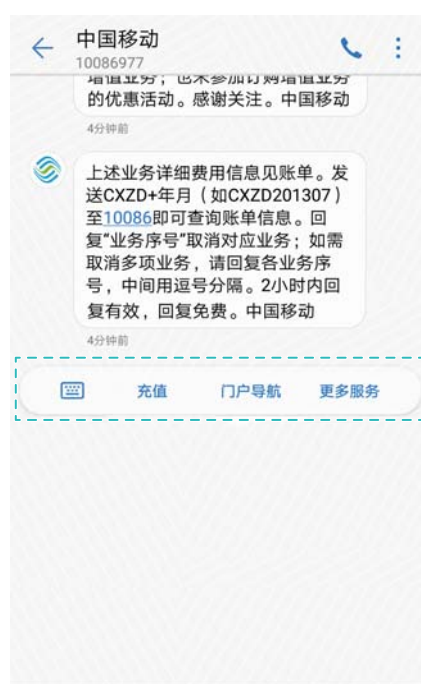 中国移动
10086977
增值业务；也未参加订购增值业务
的优惠活动。感谢关注。中国移动
4分钟前
上述业务详细费用信息见账单。发
送CXZD+年月（如CXZD201307）
至10086即可查询账单信息。回
复“业务序号”取消对应业务；如需
取消多项业务，请回复各业务序
号，中间用逗号分隔。2小时内回
复有效，回复免费。中国移动
4分钟前
充值 门户导航 更多服务